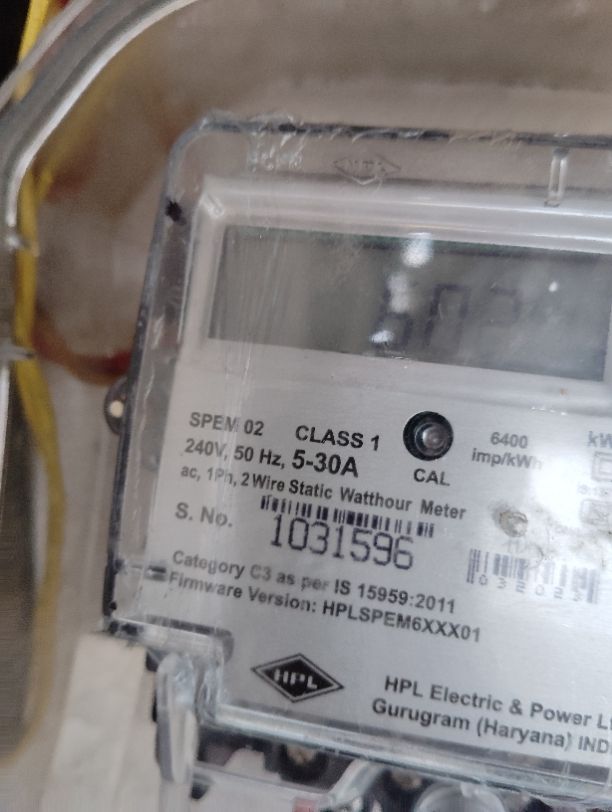 SPEM 02 CLASS 1
6400
imp/kWh
240V, 50 Hz, 5-30A
CAL
ac, 1Ph, 2 Wire Static Watthour Meter
S. No.
1031596
Category C3 as per IS 15959:2011
Firmware Version: HPLSPEM6XXX01
HPL
HPL Electric & Power
Gurugram (Haryana)